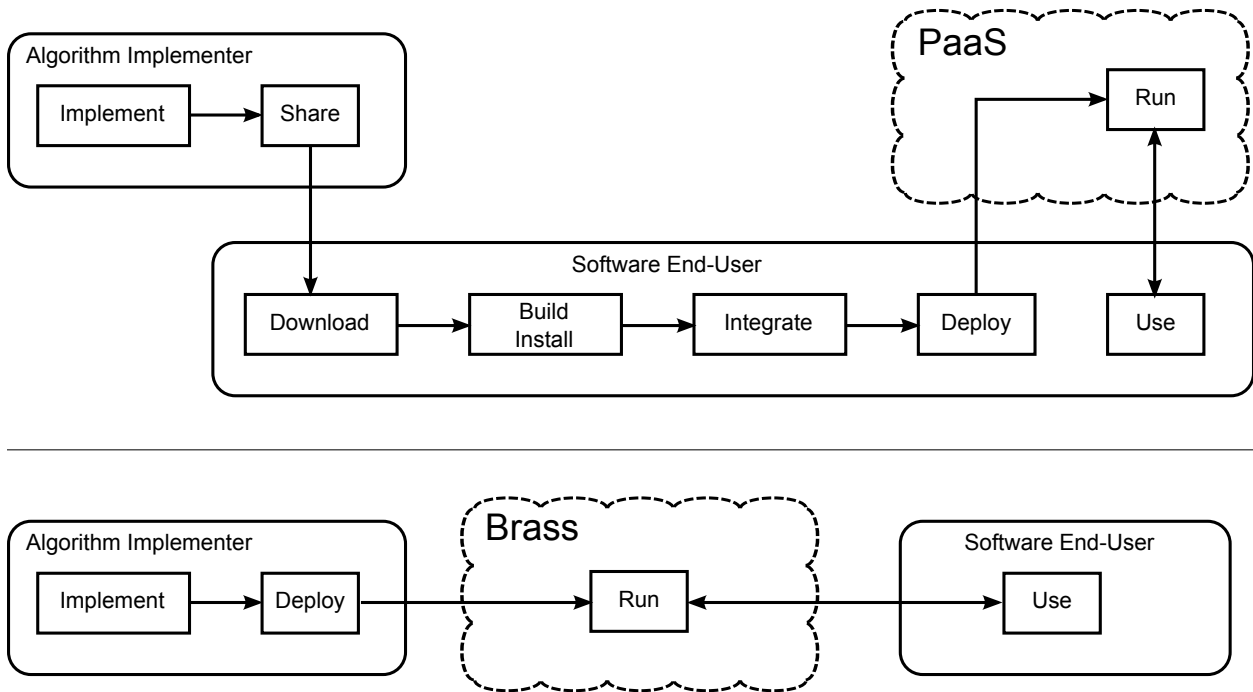 Algorithm Implementer
Implement
Share
PaaS
Run
Software End-User
Download
Build
Install
Integrate
Deploy
Use
Algorithm Implementer
Implement
Deploy
Brass
Run
Software End-User
Use